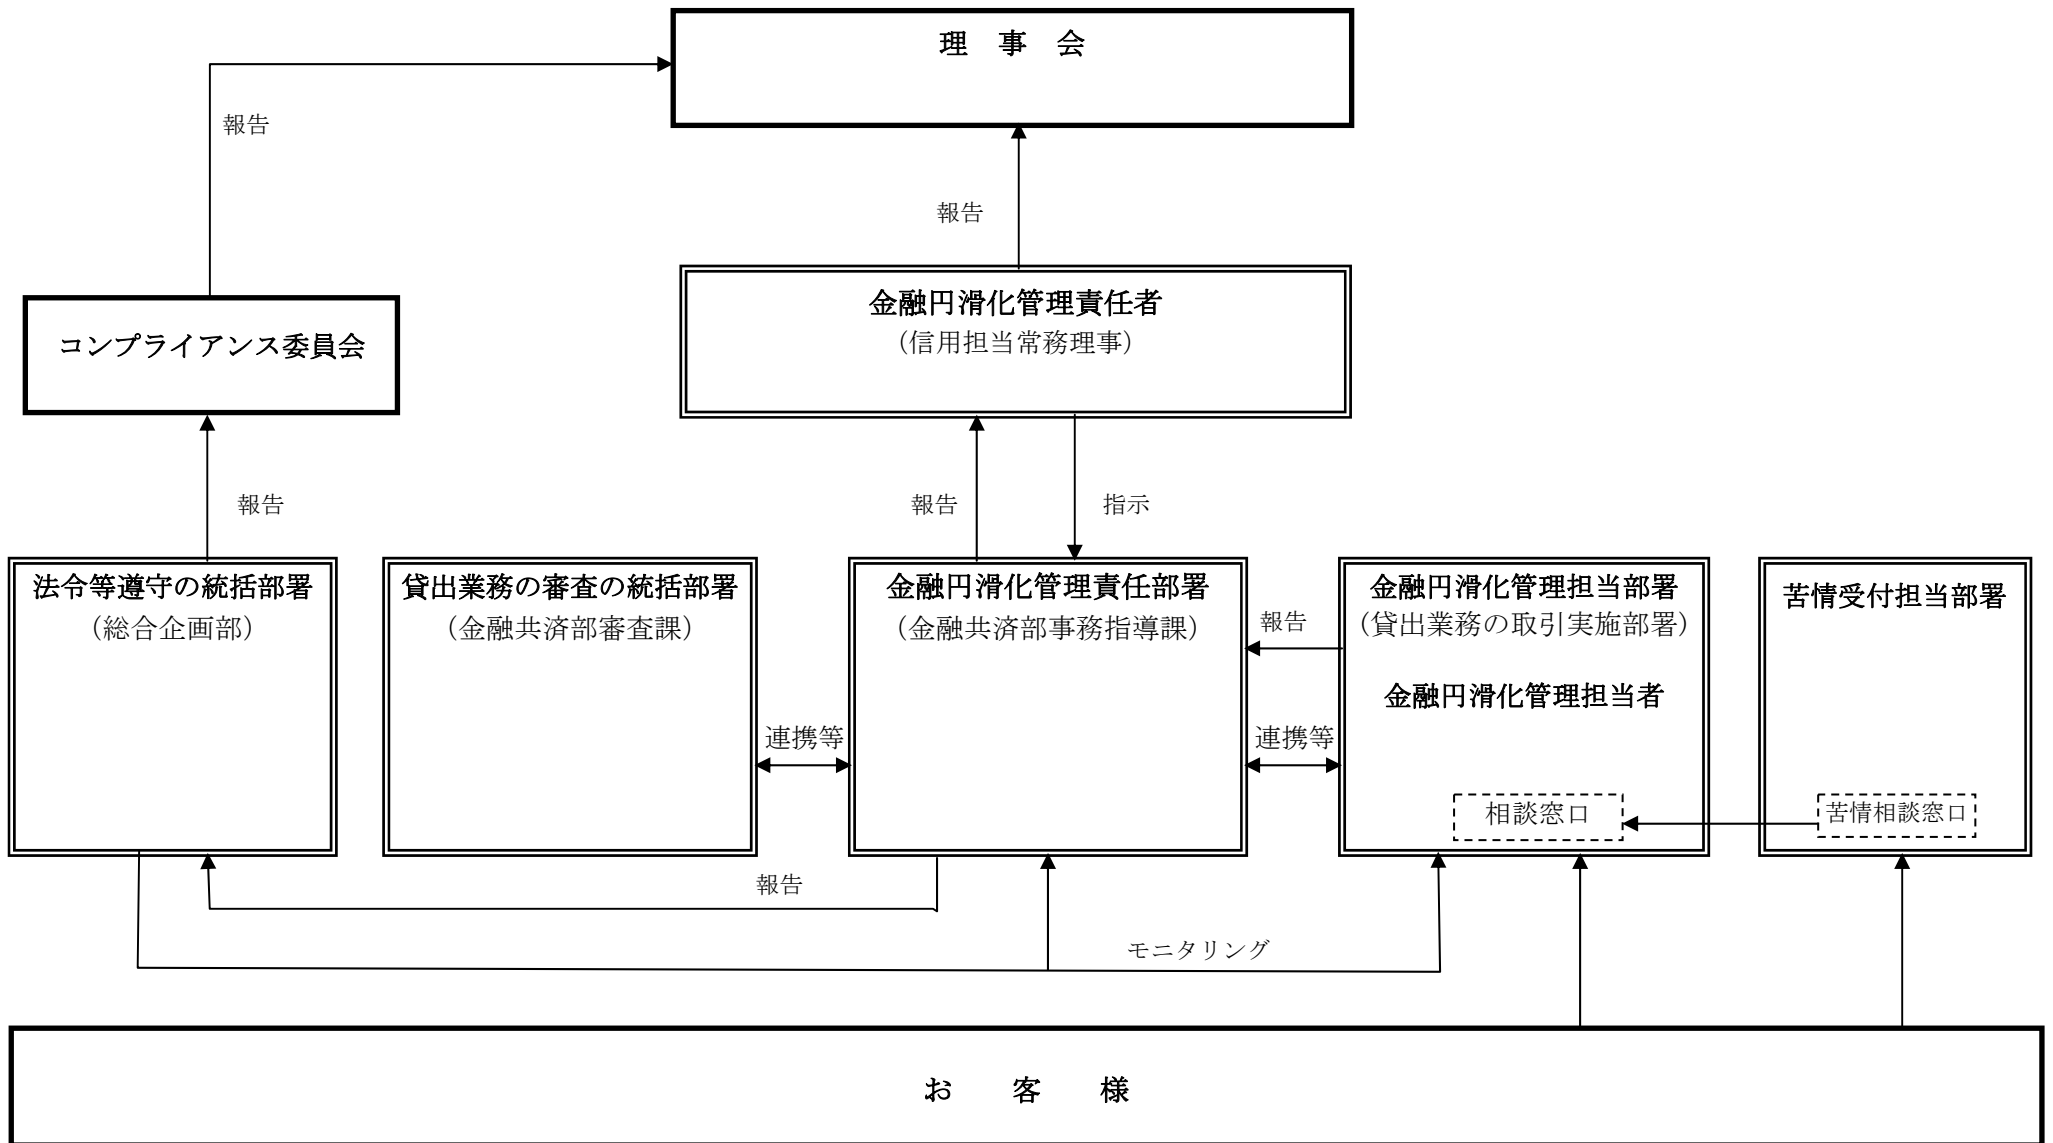 理　事　会
報告
報告
金融円滑化管理責任者
（信用担当常務理事）
コンプライアンス委員会
報告
報告
指示
法令等遵守の統括部署
（総合企画部）
貸出業務の審査の統括部署
（金融共済部審査課）
連携等
金融円滑化管理責任部署
（金融共済部事務指導課）
報告
連携等
金融円滑化管理担当部署
（貸出業務の取引実施部署）
金融円滑化管理担当者
相談窓口
苦情受付担当部署
苦情相談窓口
報告
モニタリング
お　　客　　様